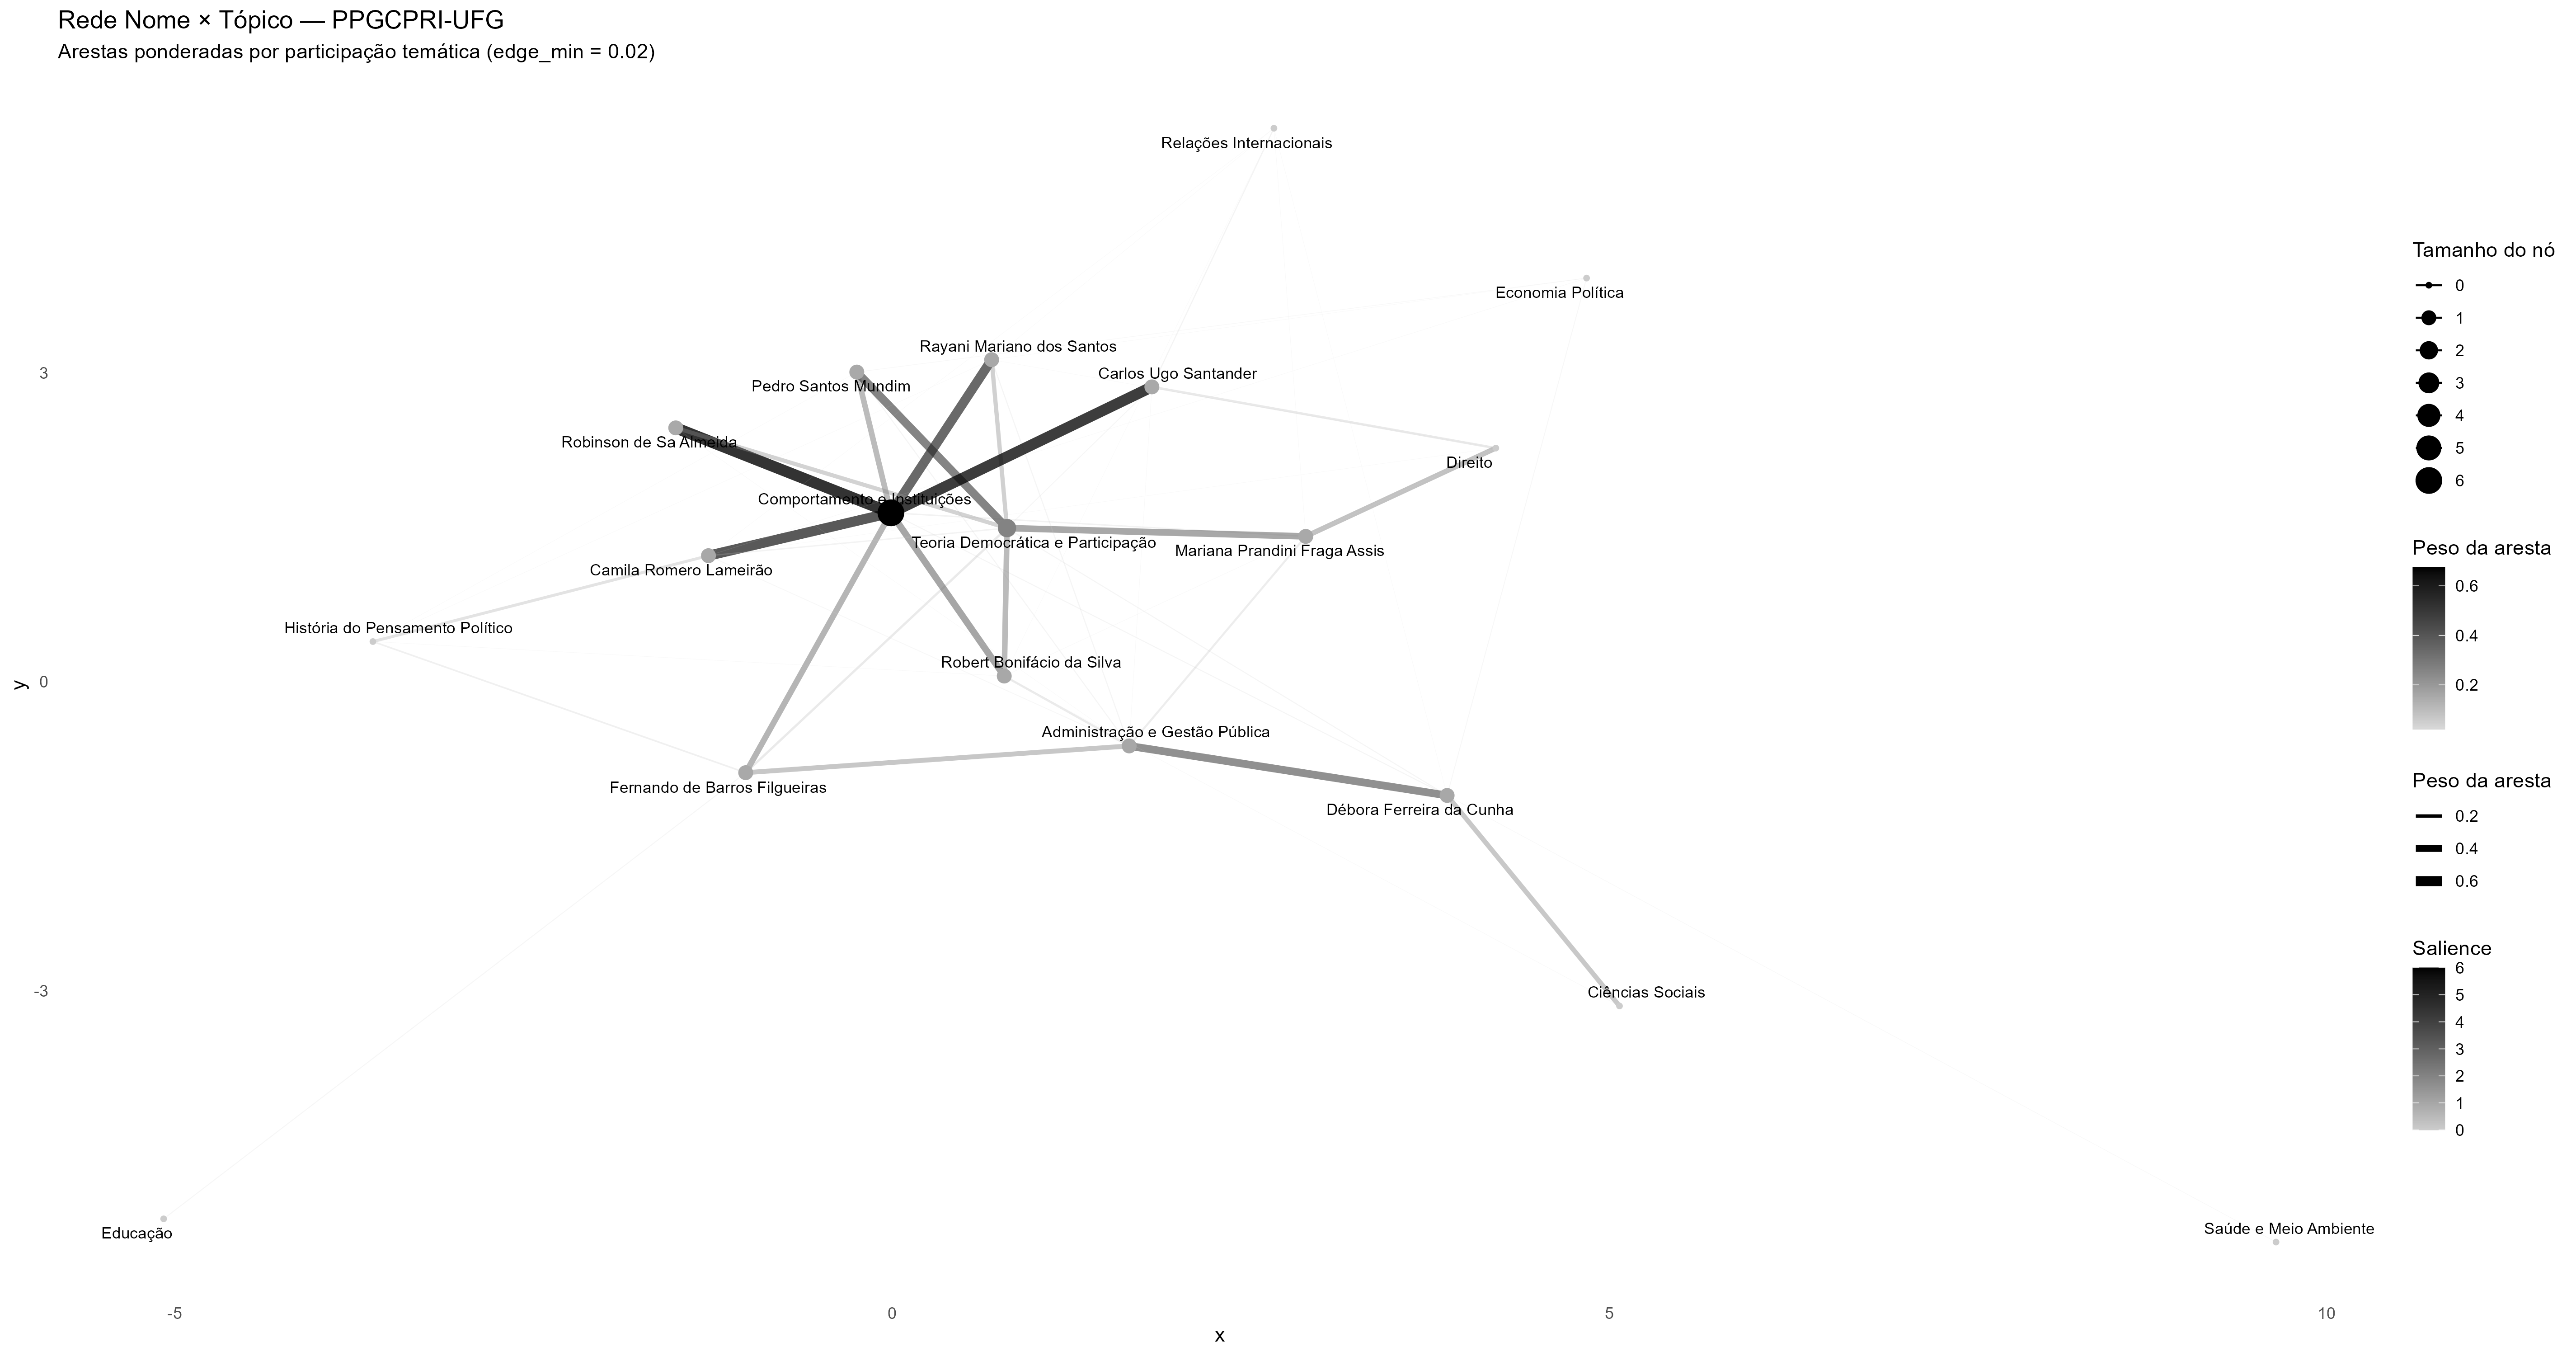 Rede Nome × Tópico — PPGCPRI-UFG
Arestas ponderadas por participação temática (edge_min = 0.02)
Relações Internacionais
Economia Política
Rayani Mariano dos Santos
Carlos Ugo Santander
Pedro Santos Mundim
Robinson de Sa Almeida
Direito
Comportamento e Instituições
Teoria Democrática e Participação
Mariana Prandini Fraga Assis
Camila Romero Lameirão
História do Pensamento Político
Robert Bonifácio da Silva
Administração e Gestão Pública
Fernando de Barros Filgueiras
Débora Ferreira da Cunha
Ciências Sociais
Educação
Saúde e Meio Ambiente
3
0
-3
y
-5
0
5
10
x
Tamanho do nó
0
1
2
3
4
5
6
Peso da aresta
0.6
0.4
0.2
Peso da aresta
0.2
0.4
0.6
Salience
6
5
4
3
2
1
0